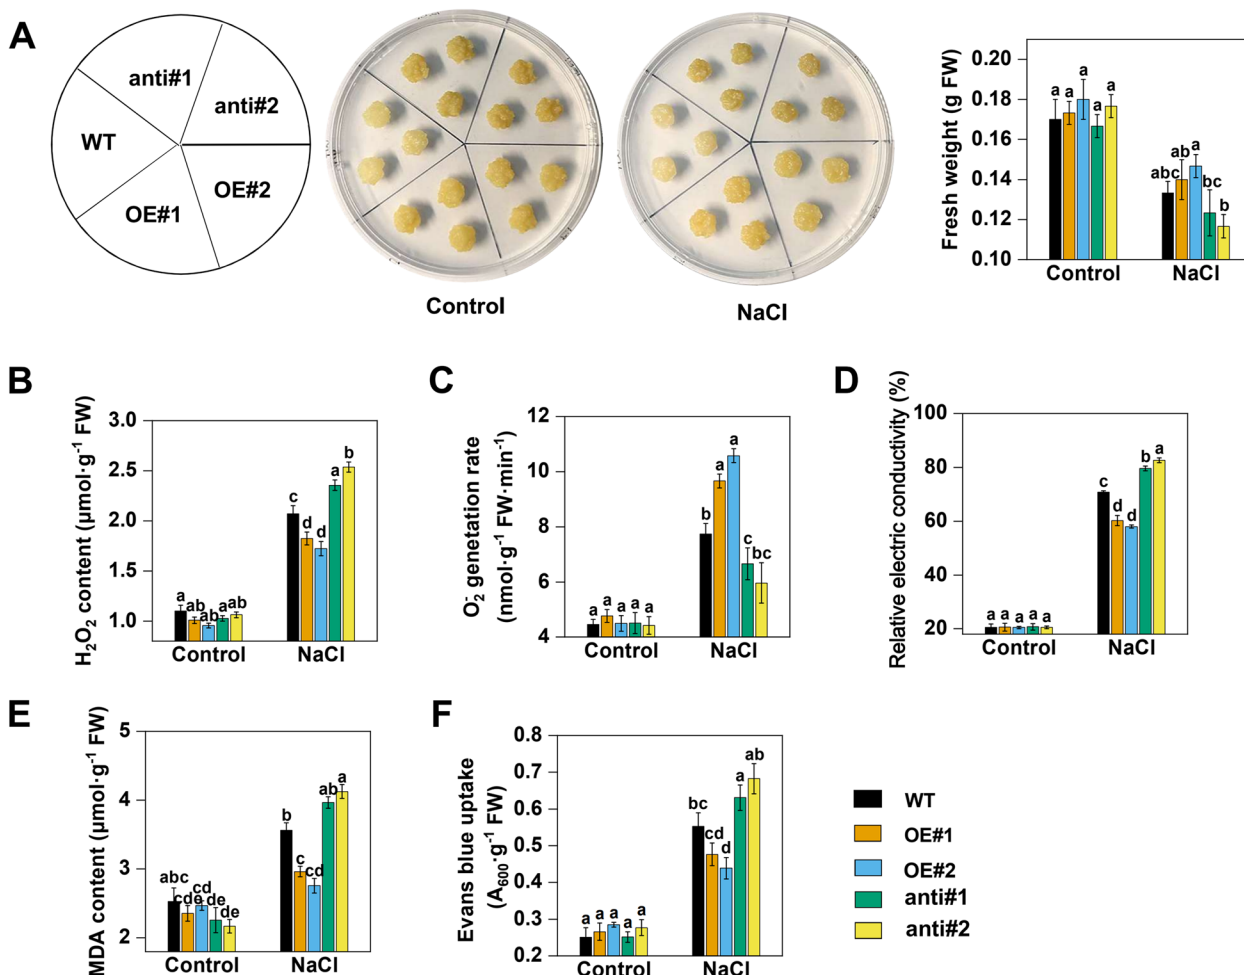 A
anti#1
anti#2
WT
OE#1
OE#2
Control
NaCl
Fresh weight (g FW)
0.20
0.18
0.16
0.14
0.12
0.10
a a a a a
abc ab a bc b
Control NaCl
B
H₂O₂ content (µmol·g⁻¹ FW)
3.0
2.5
2.0
1.5
1.0
a ab ab a ab
c d d a b
Control NaCl
C
O₂⁻ genetation rate
(nmol·g⁻¹ FW·min⁻¹)
12
10
8
6
4
a a a a a
b a a c bc
Control NaCl
D
Relative electric conductivity (%)
100
80
60
40
20
a a a a a
c d d b a
Control NaCl
E
MDA content (µmol·g⁻¹ FW)
5
4
3
2
abc cde cd de de
b c cd ab a
Control NaCl
F
Evans blue uptake
(A₆₀₀·g⁻¹ FW)
0.8
0.7
0.6
0.5
0.4
0.3
0.2
a a a a a
bc cd d a ab
Control NaCl
WT
OE#1
OE#2
anti#1
anti#2